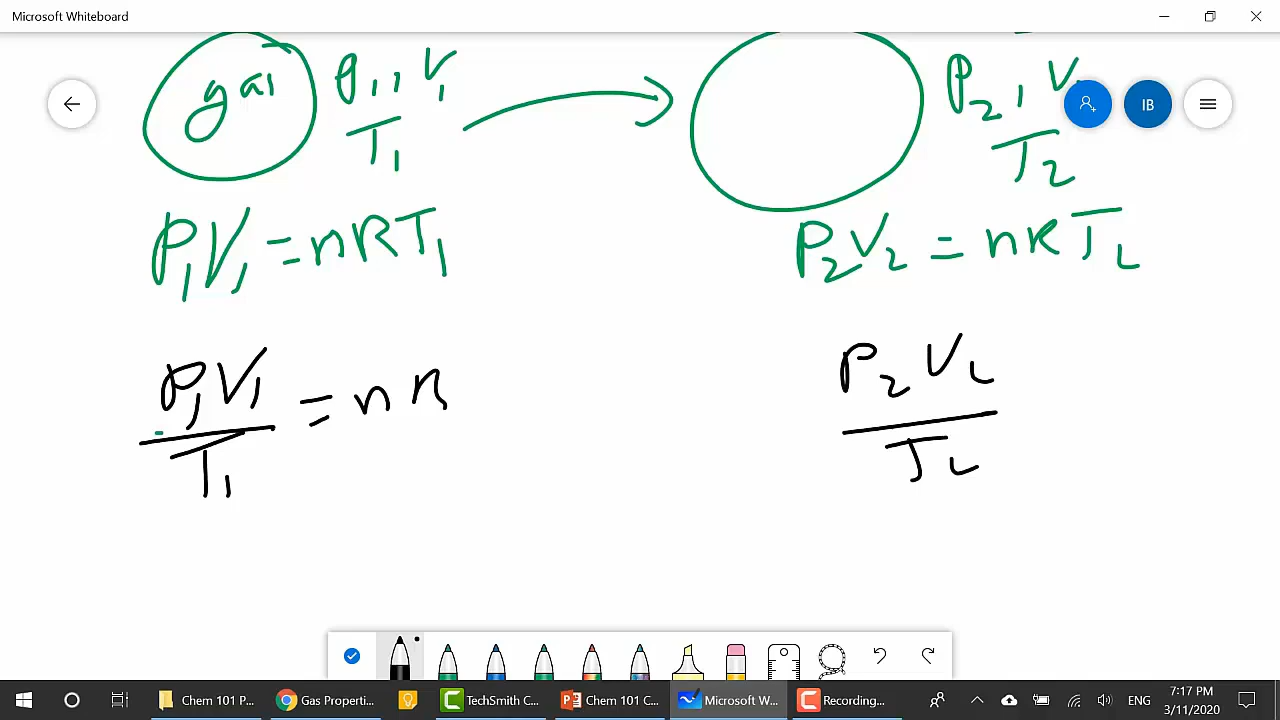 Microsoft Whiteboard
gas P₁, V₁
T₁
P₂, V
T₂
IB
P₁V₁ = nRT₁
P₂V₂ = nRT₂
P₁V₁
T₁
= nR
P₂V₂
T₂
Chem 101 P...
Gas Properti...
TechSmith C...
Chem 101 C...
Microsoft W...
Recording...
ENG
7:17 PM
3/11/2020